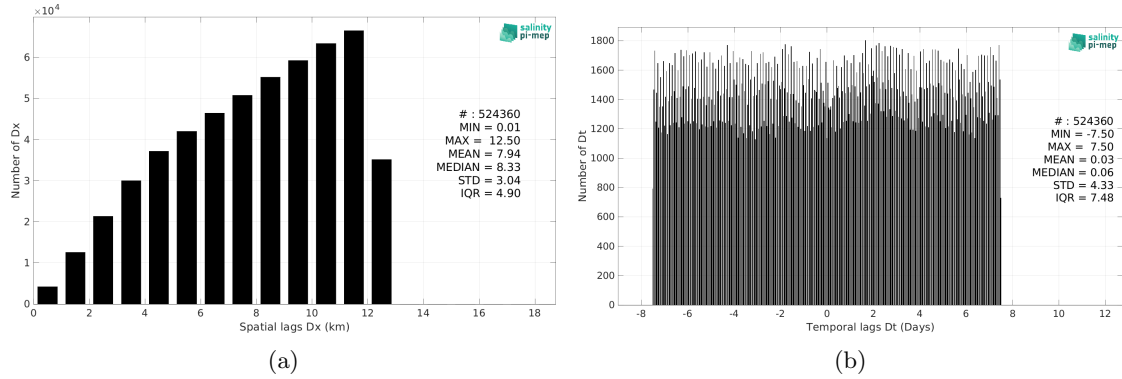 ×10⁴
salinity
pi-mep
6
5
4
3
2
1
0
Number of Dx
# : 524360
MIN = 0.01
MAX = 12.50
MEAN = 7.94
MEDIAN = 8.33
STD = 3.04
IQR = 4.90
0 2 4 6 8 10 12 14 16 18
Spatial lags Dx (km)
(a)
salinity
pi-mep
1800
1600
1400
1200
1000
800
600
400
200
0
Number of Dt
# : 524360
MIN = -7.50
MAX = 7.50
MEAN = 0.03
MEDIAN = 0.06
STD = 4.33
IQR = 7.48
-8 -6 -4 -2 0 2 4 6 8 10 12
Temporal lags Dt (Days)
(b)